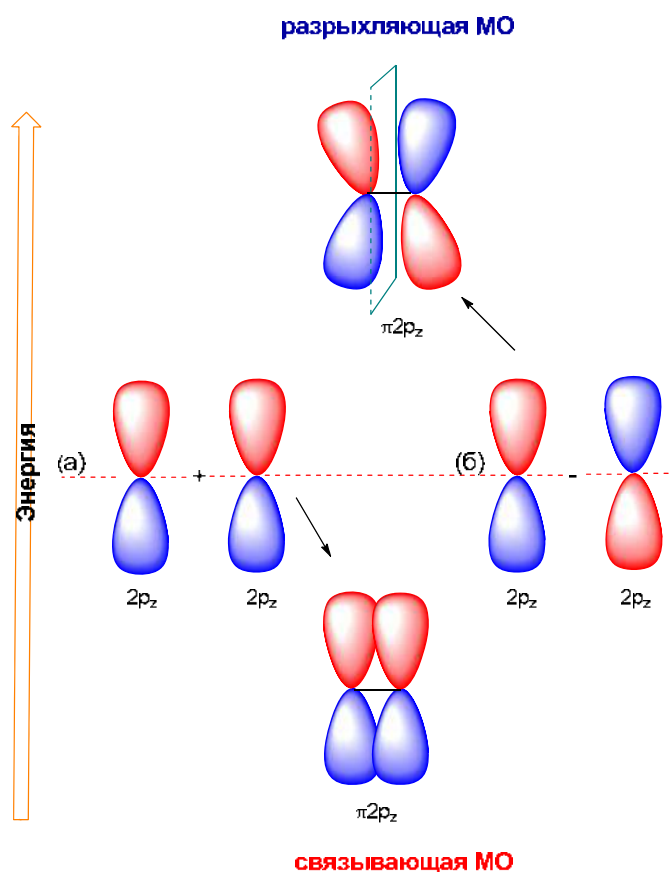 разрыхляющая МО
π2pz
Энергия
(а)
+
(б)
-
2pz
2pz
2pz
2pz
π2pz
связывающая МО